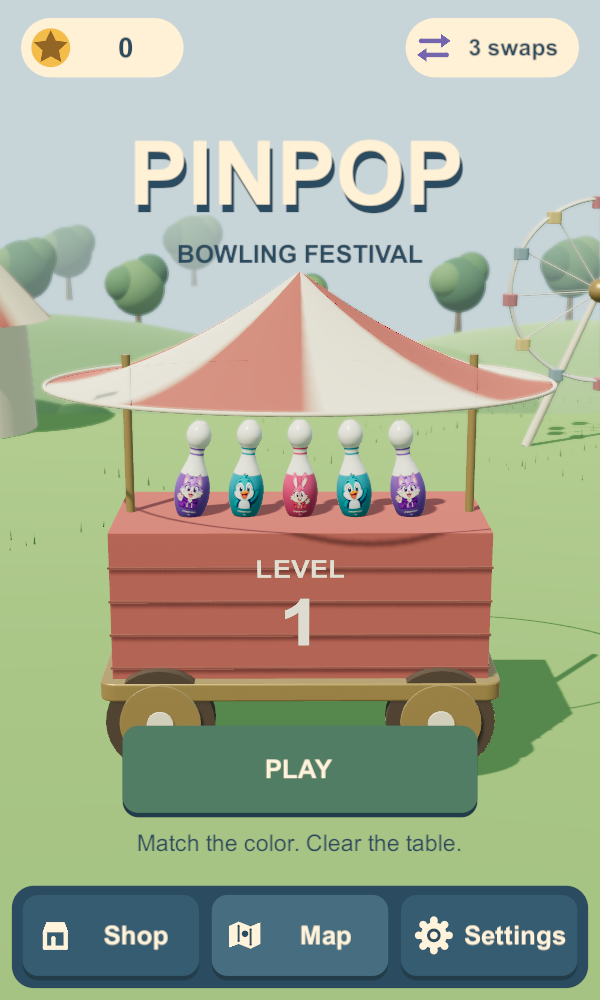 0
3 swaps
PINPOP
BOWLING FESTIVAL
LEVEL
1
PLAY
Match the color. Clear the table.
Shop
Map
Settings